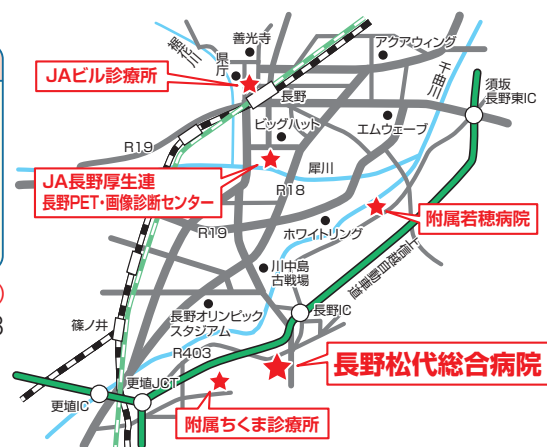 善光寺
裾花川
アクアウィング
県庁
千曲川
JAビル診療所
須坂
長野東IC
長野
ビッグハット
エムウェーブ
R19
犀川
JA長野厚生連
長野PET・画像診断センター
R18
附属若穂病院
R19
ホワイトリング
上信越自動車道
川中島
古戦場
長野オリンピック
スタジアム
長野IC
篠ノ井
R403
長野松代総合病院
更埴JCT
更埴IC
附属ちくま診療所